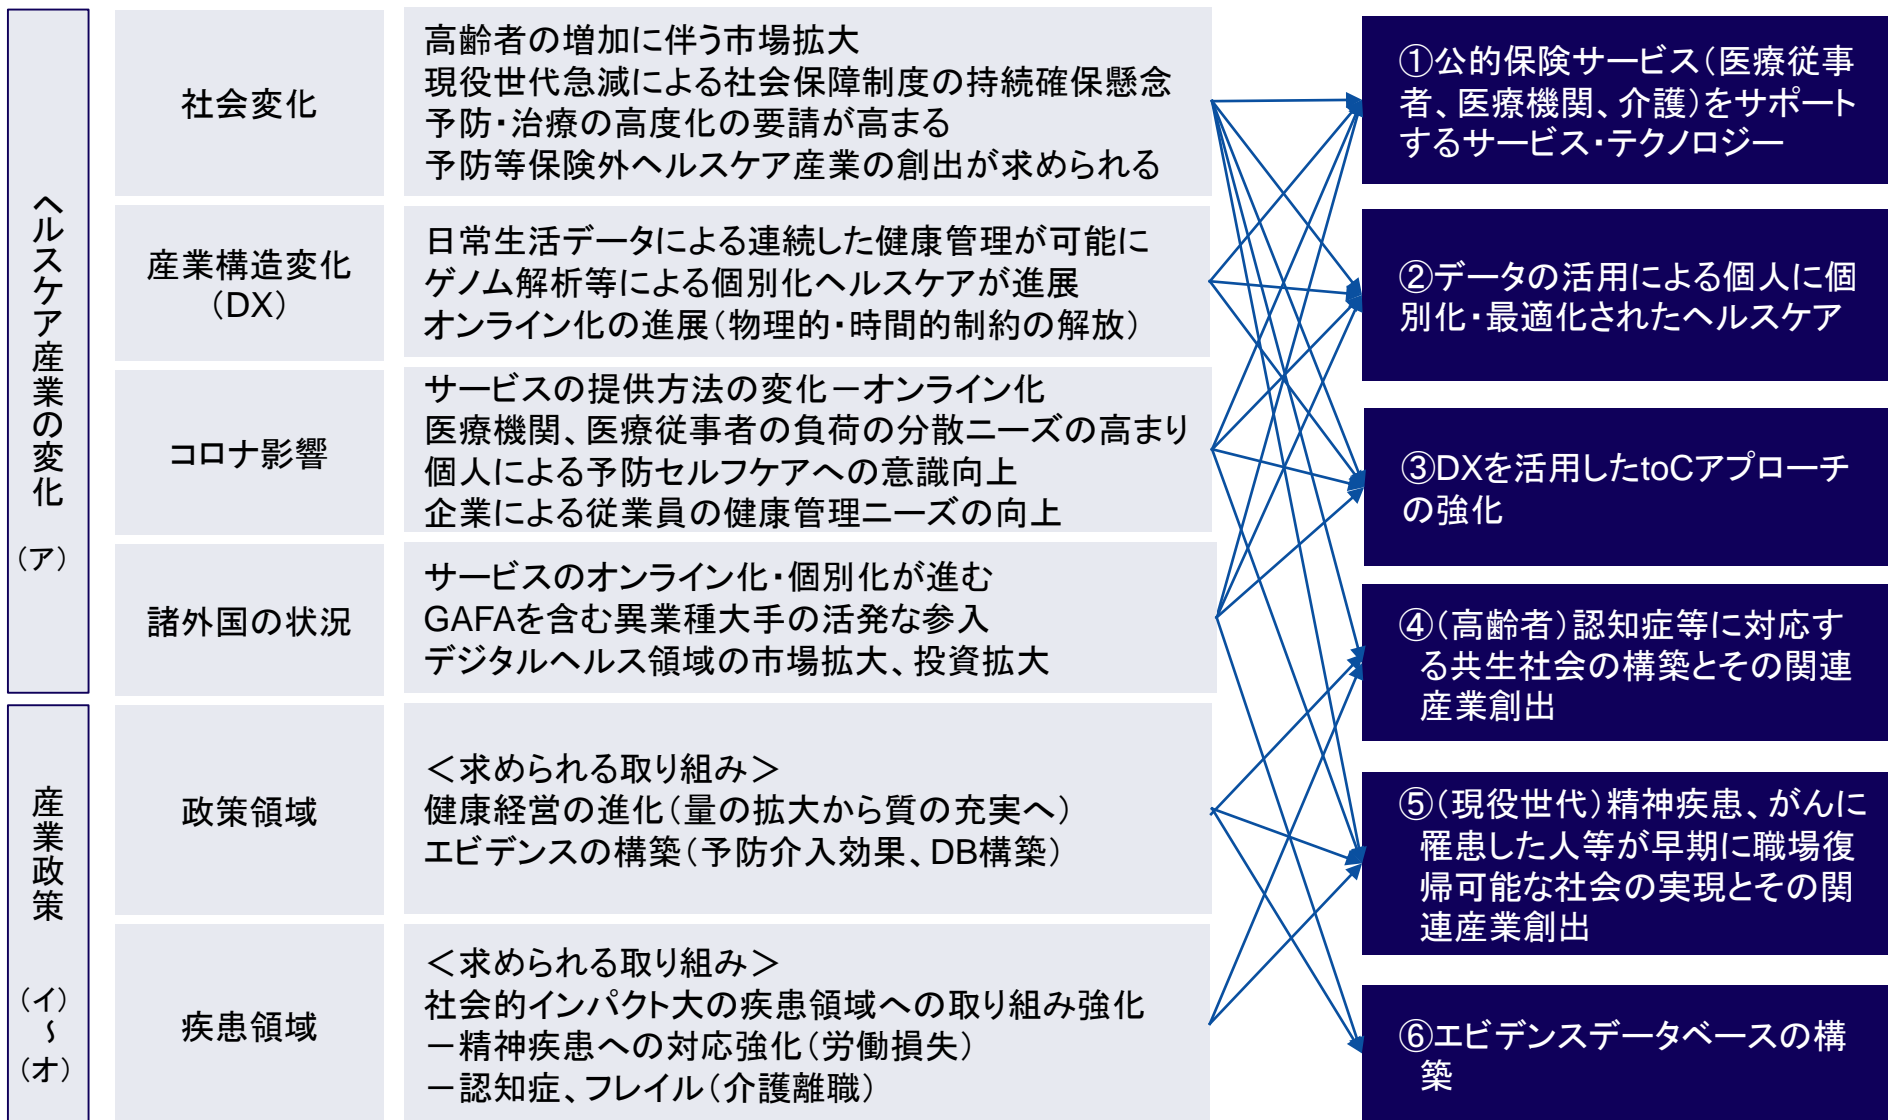 ヘルスケア産業の変化
（ア）
社会変化
高齢者の増加に伴う市場拡大
現役世代急減による社会保障制度の持続確保懸念
予防・治療の高度化の要請が高まる
予防等保険外ヘルスケア産業の創出が求められる
産業構造変化
（DX）
日常生活データによる連続した健康管理が可能に
ゲノム解析等による個別化ヘルスケアが進展
オンライン化の進展（物理的・時間的制約の解放）
コロナ影響
サービスの提供方法の変化－オンライン化
医療機関、医療従事者の負荷の分散ニーズの高まり
個人による予防セルフケアへの意識向上
企業による従業員の健康管理ニーズの向上
諸外国の状況
サービスのオンライン化・個別化が進む
GAFAを含む異業種大手の活発な参入
デジタルヘルス領域の市場拡大、投資拡大
産業政策
（イ）
～
（オ）
政策領域
＜求められる取り組み＞
健康経営の進化（量の拡大から質の充実へ）
エビデンスの構築（予防介入効果、DB構築）
疾患領域
＜求められる取り組み＞
社会的インパクト大の疾患領域への取り組み強化
－精神疾患への対応強化（労働損失）
－認知症、フレイル（介護離職）
①公的保険サービス（医療従事
者、医療機関、介護）をサポート
するサービス・テクノロジー
②データの活用による個人に個
別化・最適化されたヘルスケア
③DXを活用したtoCアプローチ
の強化
④（高齢者）認知症等に対応す
る共生社会の構築とその関連
産業創出
⑤（現役世代）精神疾患、がんに
罹患した人等が早期に職場復
帰可能な社会の実現とその関
連産業創出
⑥エビデンスデータベースの構
築